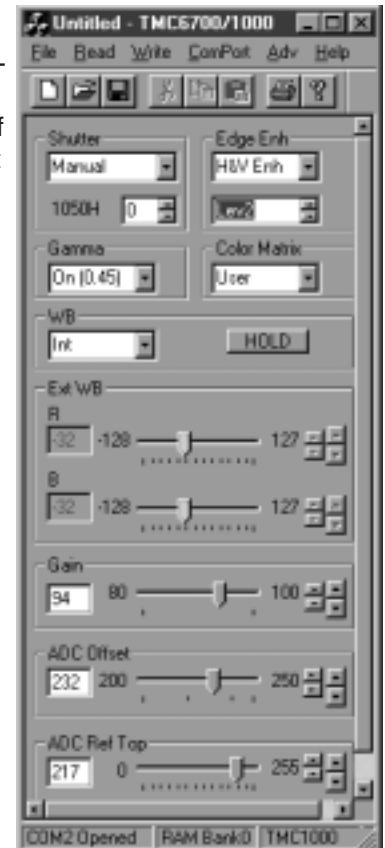 Untitled - TMC6700/1000
File Read Write ComPort Adv Help
f
Shutter Edge Enh
Manual H&V Enh
1050H 0
Gamma Color Matrix
On (0.45) User
WB
Int HOLD
Ext WB
R
-32 -128 127
B
-32 -128 127
Gain
94 80 100
ADC Offset
232 200 250
ADC Ref Top
217 0 255
COM2 Opened RAM Bank0 TMC1000